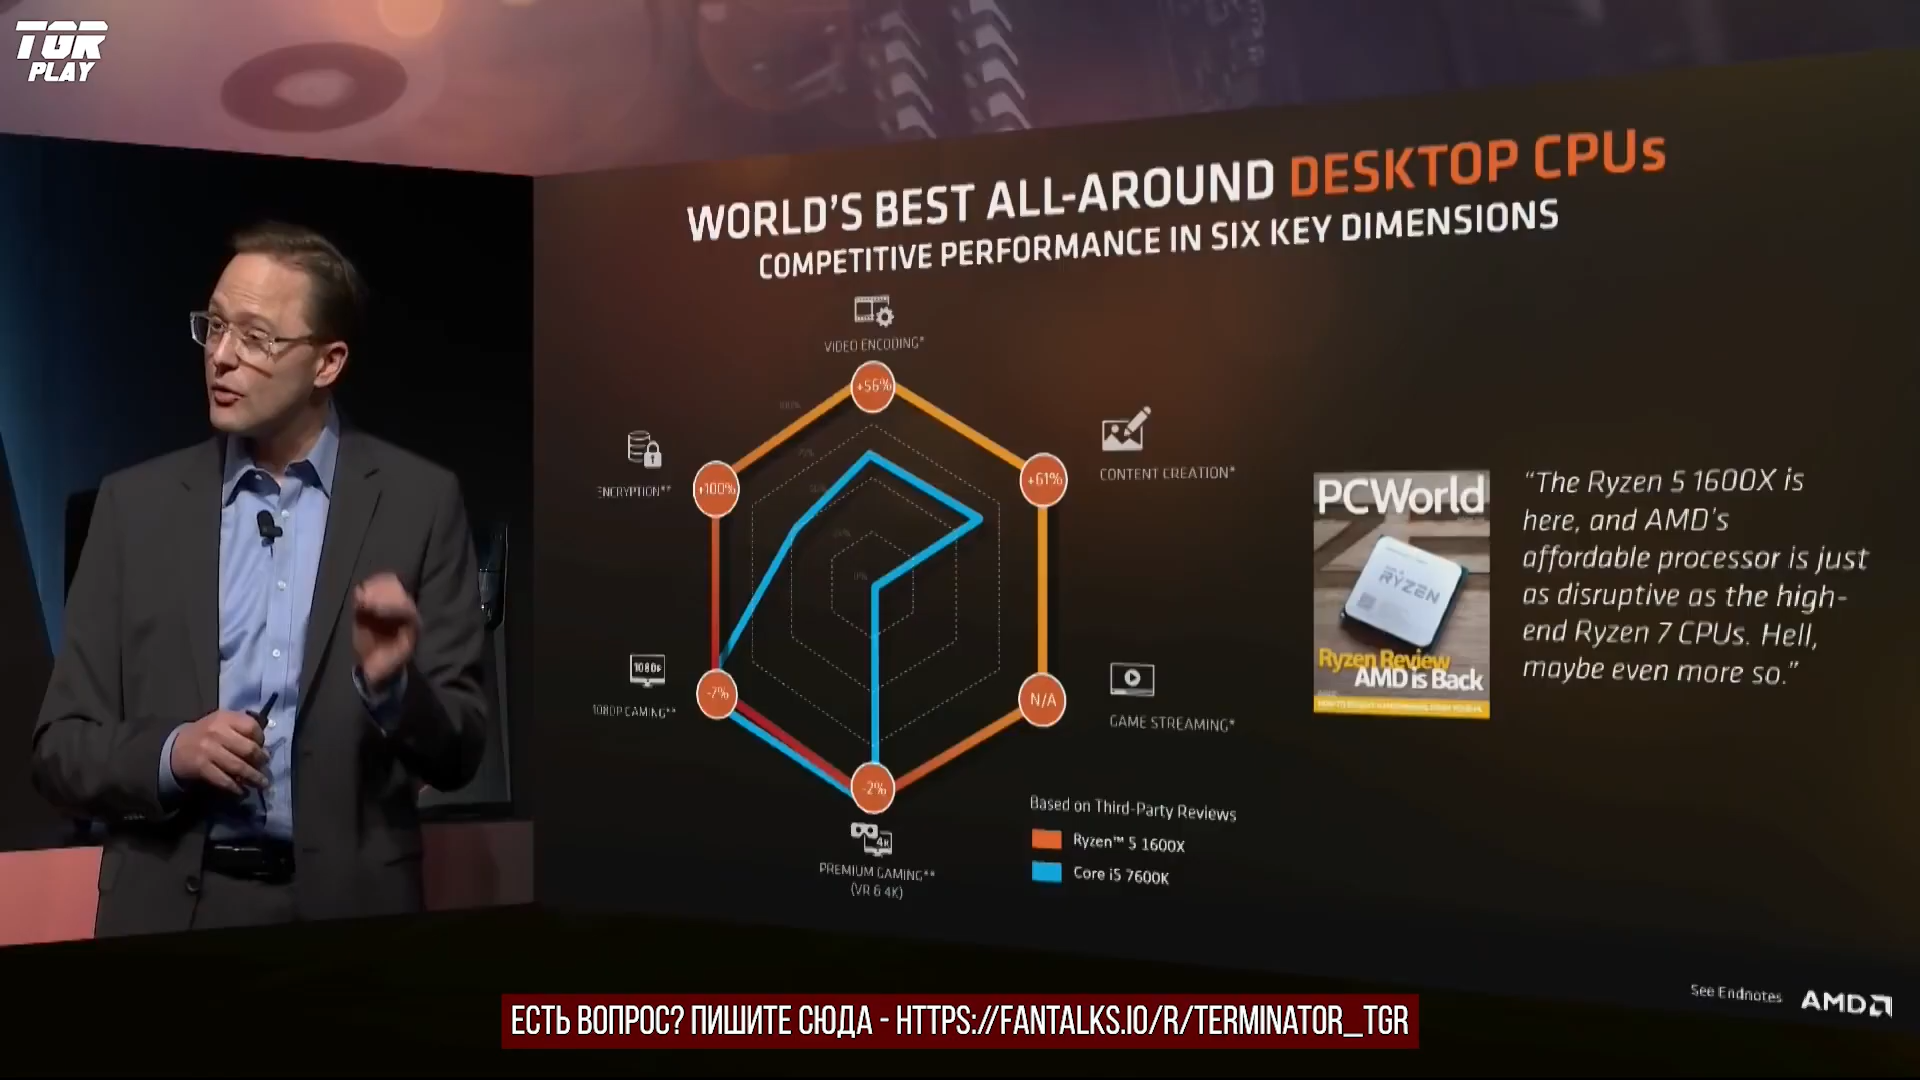 TGR
PLAY
WORLD'S BEST ALL-AROUND DESKTOP CPUs
COMPETITIVE PERFORMANCE IN SIX KEY DIMENSIONS
VIDEO ENCODING*
+56%
100%
ENCRYPTION**
+100%
+61%
CONTENT CREATION*
0%
1080P
1080P GAMING**
-7%
N/A
GAME STREAMING*
-2%
4K
PREMIUM GAMING**
(VR & 4K)
Based on Third-Party Reviews
Ryzen™ 5 1600X
Core i5 7600K
PCWorld
RYZEN
Ryzen Review
AMD is Back
“The Ryzen 5 1600X is
here, and AMD's
affordable processor is just
as disruptive as the high-
end Ryzen 7 CPUs. Hell,
maybe even more so.”
See Endnotes
AMD
ЕСТЬ ВОПРОС? ПИШИТЕ СЮДА - HTTPS://FANTALKS.IO/R/TERMINATOR_TGR